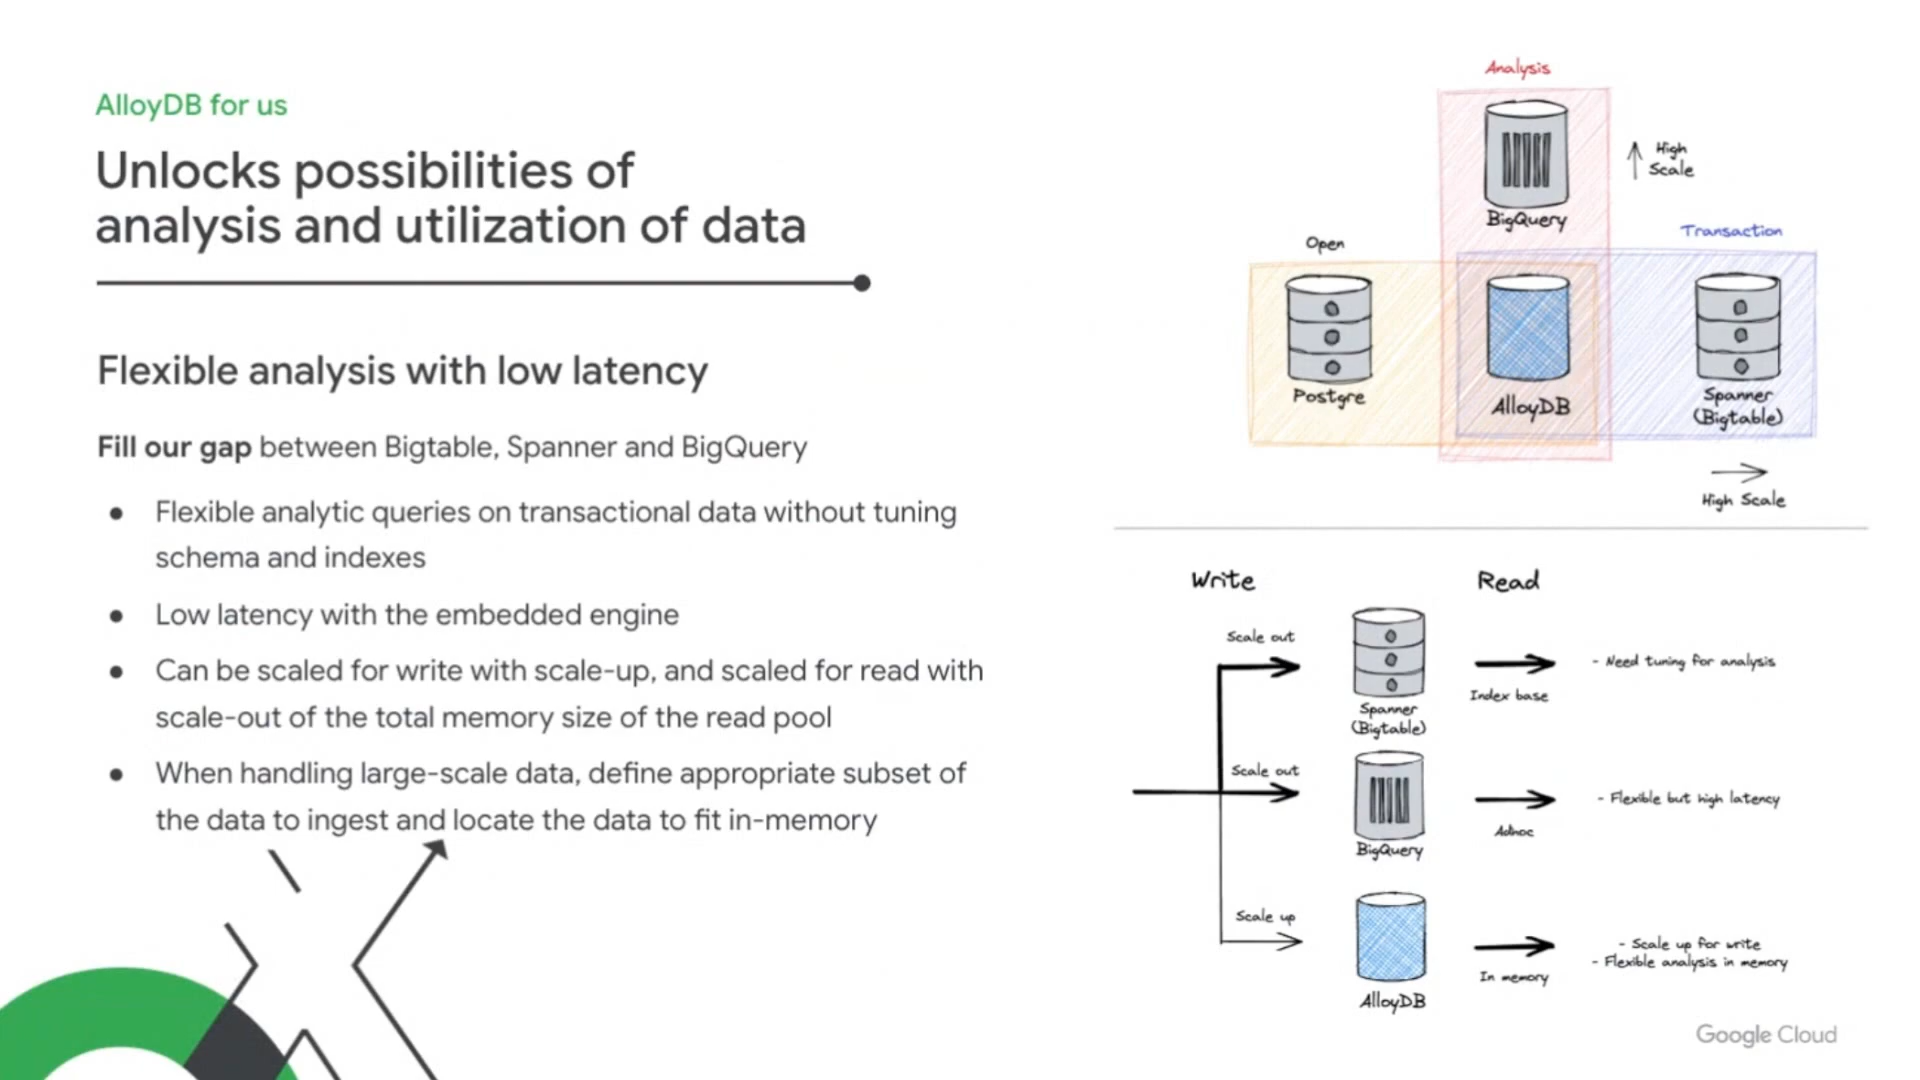 AlloyDB for us
Unlocks possibilities of
analysis and utilization of data
Flexible analysis with low latency
Fill our gap between Bigtable, Spanner and BigQuery
● Flexible analytic queries on transactional data without tuning
schema and indexes
● Low latency with the embedded engine
● Can be scaled for write with scale-up, and scaled for read with
scale-out of the total memory size of the read pool
● When handling large-scale data, define appropriate subset of
the data to ingest and locate the data to fit in-memory
Analysis
BigQuery
High
Scale
Open
Transaction
Postgre
AlloyDB
Spanner
(Bigtable)
High Scale
Write
Read
Scale out
Spanner
(Bigtable)
Index base
- Need tuning for analysis
Scale out
BigQuery
Adhoc
- Flexible but high latency
Scale up
AlloyDB
In memory
- Scale up for write
- Flexible analysis in memory
Google Cloud